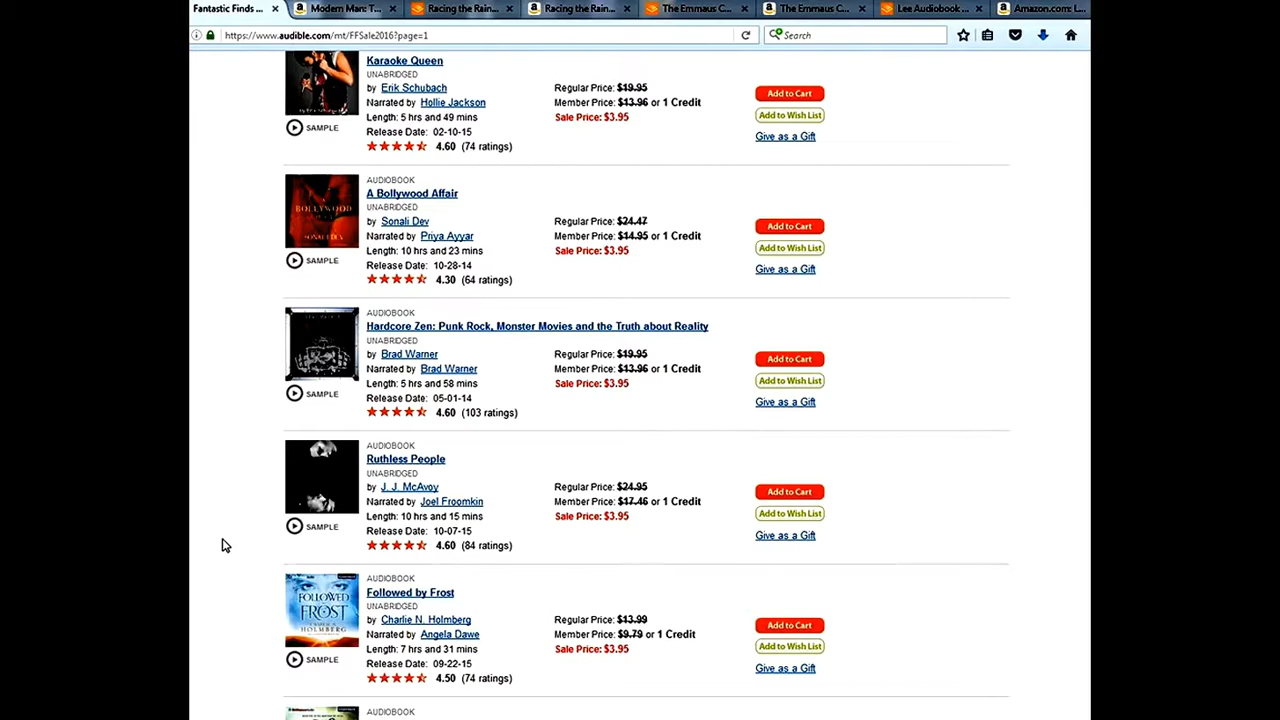 Fantastic Finds ... × Modern Man: T... × Racing the Rain... × Racing the Rain... × The Emmaus C... × The Emmaus C... × Lee Audiobook ... × Amazon.com: L...
https://www.audible.com/mt/FFSale2016?page=1
Search
Karaoke Queen
UNABRIDGED
by Erik Schubach
Narrated by Hollie Jackson
Length: 5 hrs and 49 mins
Release Date: 02-10-15
4.60 (74 ratings)
SAMPLE
Regular Price: $19.95
Member Price: $13.96 or 1 Credit
Sale Price: $3.95
Add to Cart
Add to Wish List
Give as a Gift
AUDIOBOOK
A Bollywood Affair
UNABRIDGED
by Sonali Dev
Narrated by Priya Ayyar
Length: 10 hrs and 23 mins
Release Date: 10-28-14
4.30 (64 ratings)
A
BOLLYWOOD
SONALI DEV
SAMPLE
Regular Price: $24.47
Member Price: $14.95 or 1 Credit
Sale Price: $3.95
Add to Cart
Add to Wish List
Give as a Gift
AUDIOBOOK
Hardcore Zen: Punk Rock, Monster Movies and the Truth about Reality
UNABRIDGED
by Brad Warner
Narrated by Brad Warner
Length: 5 hrs and 58 mins
Release Date: 05-01-14
4.60 (103 ratings)
SAMPLE
Regular Price: $19.95
Member Price: $13.96 or 1 Credit
Sale Price: $3.95
Add to Cart
Add to Wish List
Give as a Gift
AUDIOBOOK
Ruthless People
UNABRIDGED
by J. J. McAvoy
Narrated by Joel Froomkin
Length: 10 hrs and 15 mins
Release Date: 10-07-15
4.60 (84 ratings)
SAMPLE
Regular Price: $24.95
Member Price: $17.46 or 1 Credit
Sale Price: $3.95
Add to Cart
Add to Wish List
Give as a Gift
AUDIOBOOK
Followed by Frost
UNABRIDGED
by Charlie N. Holmberg
Narrated by Angela Dawe
Length: 7 hrs and 31 mins
Release Date: 09-22-15
4.50 (74 ratings)
FOLLOWED
FROST
HOLMBERG
SAMPLE
Regular Price: $13.99
Member Price: $9.79 or 1 Credit
Sale Price: $3.95
Add to Cart
Add to Wish List
Give as a Gift
AUDIOBOOK